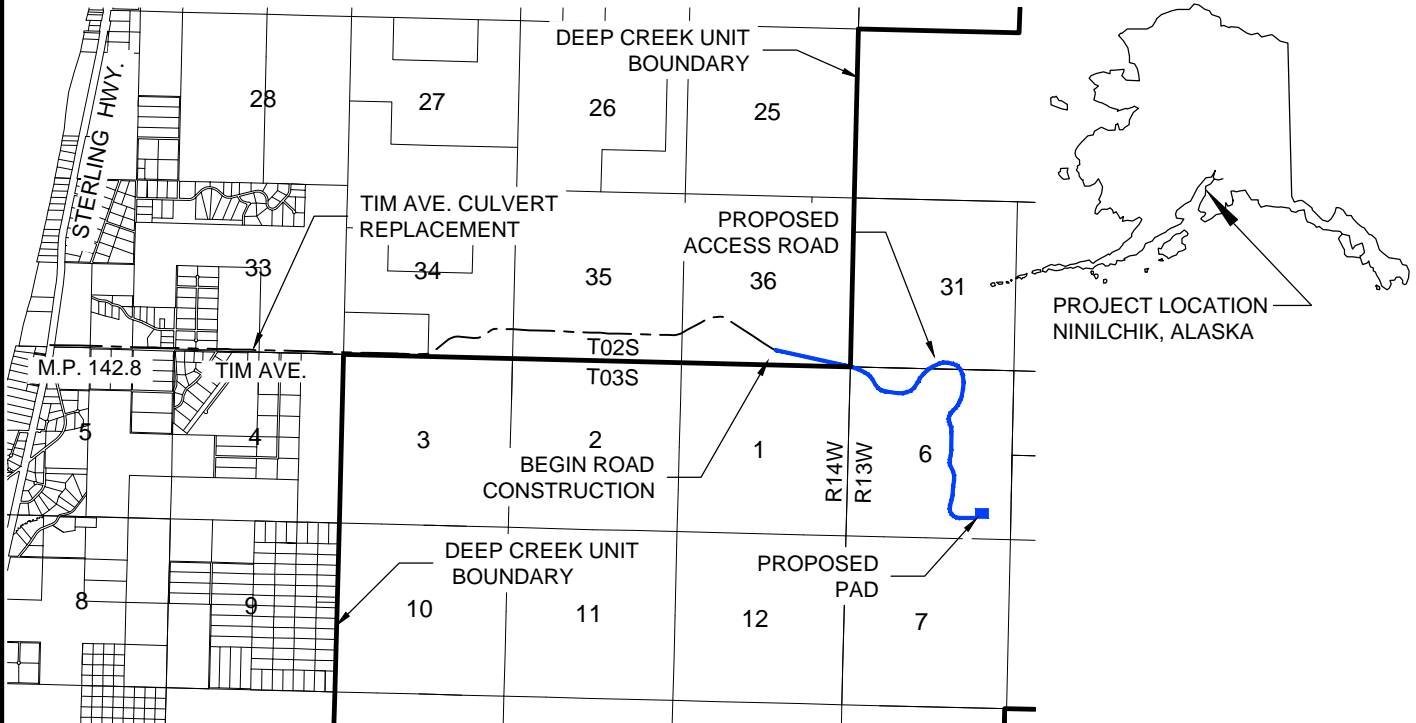 DEEP CREEK UNIT
BOUNDARY
28
27
26
25
STERLING HWY.
TIM AVE. CULVERT
REPLACEMENT
PROPOSED
ACCESS ROAD
33
34
35
36
31
PROJECT LOCATION
NINILCHIK, ALASKA
M.P. 142.8
TIM AVE.
T02S
T03S
5
4
3
2
1
6
BEGIN ROAD
CONSTRUCTION
R14W
R13W
DEEP CREEK UNIT
BOUNDARY
PROPOSED
PAD
8
9
10
11
12
7